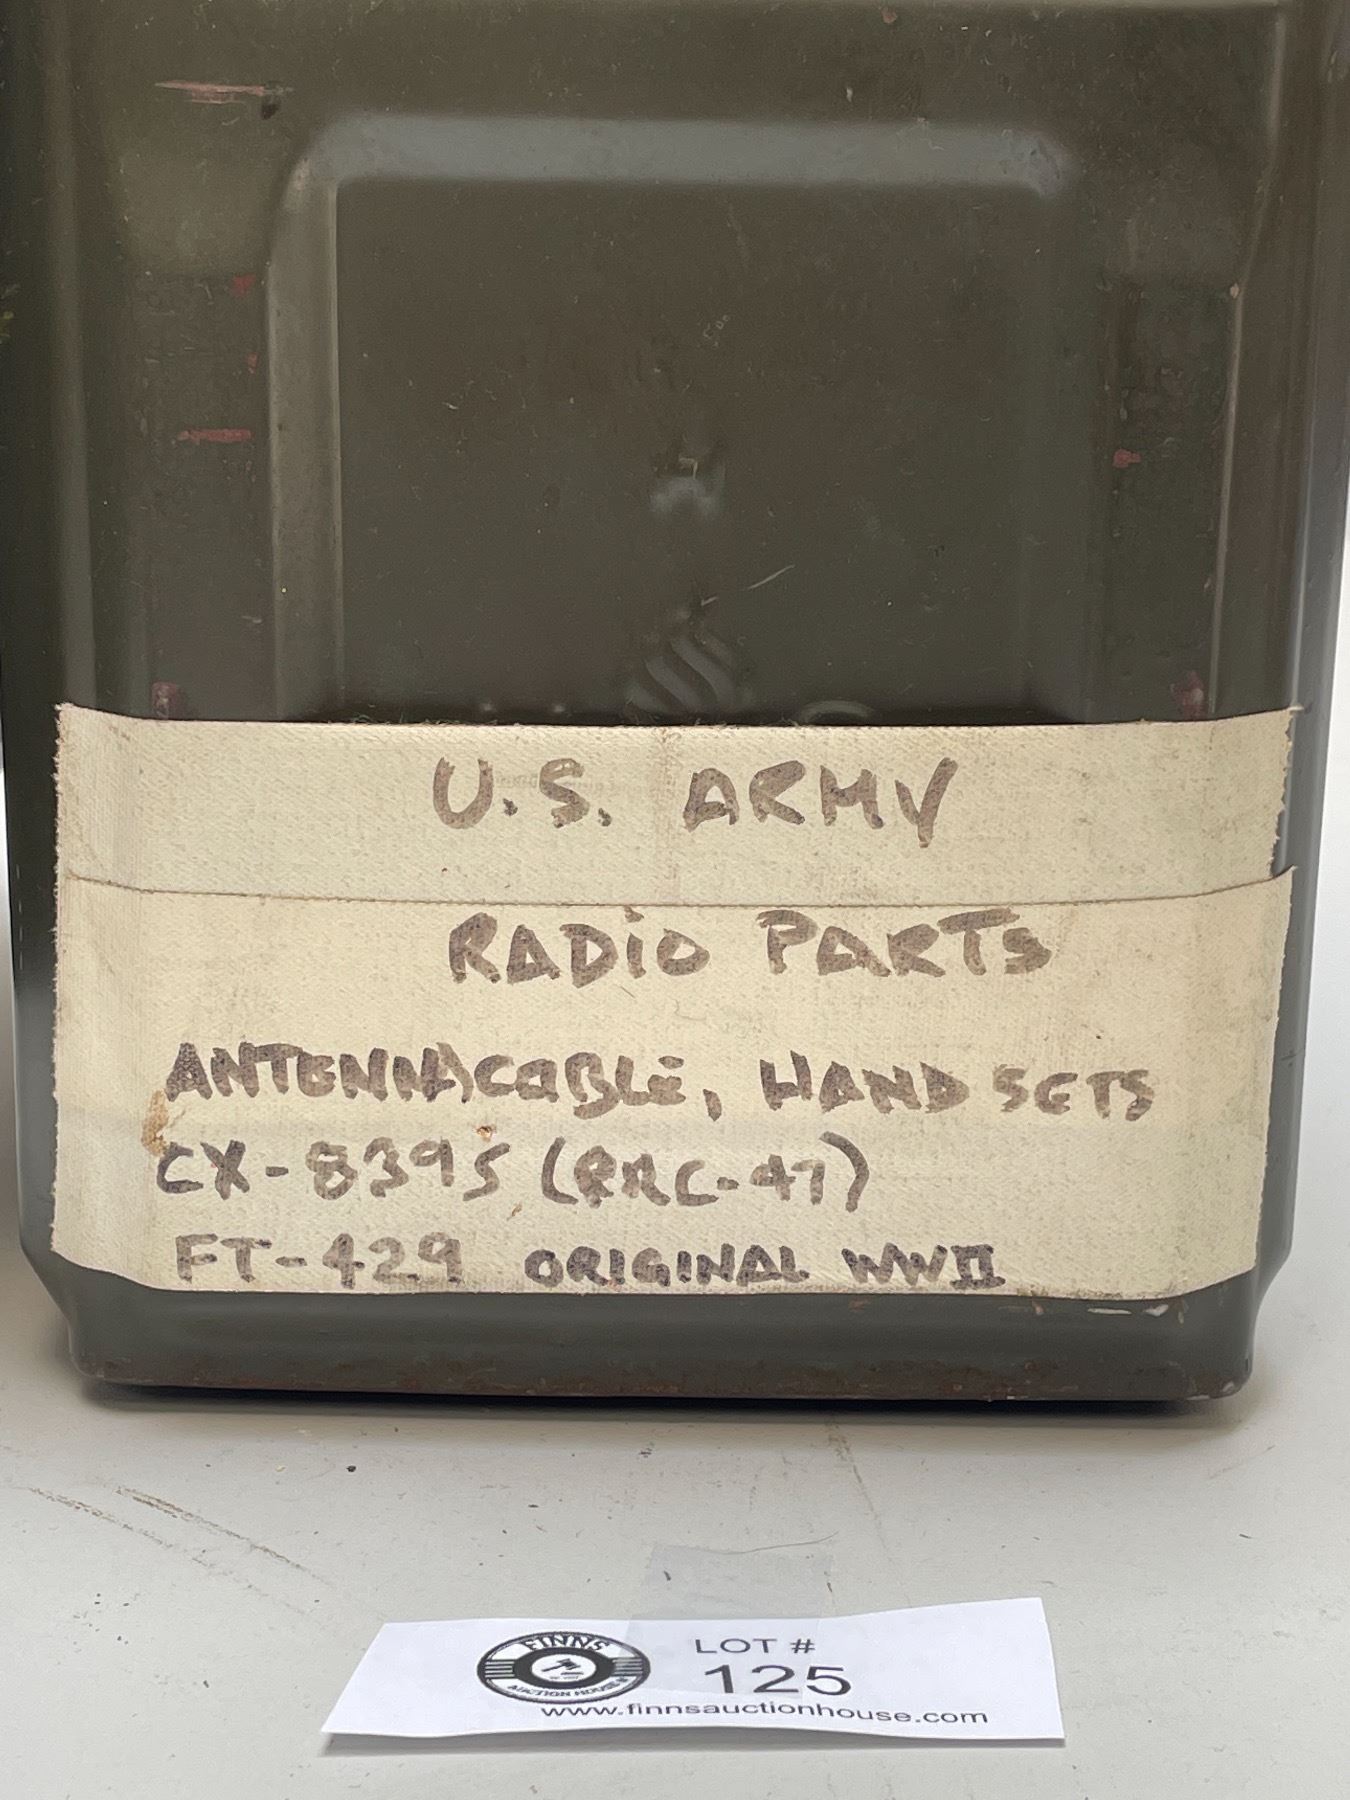 U.S. ARMY
RADIO PARTS
ANTENNA CABLE, HAND SETS
CX-8395 (RRC-47)
FT-429 ORIGINAL WWII
FINNS
AUCTION HOUSE
LOT #
125
www.finnsauctionhouse.com